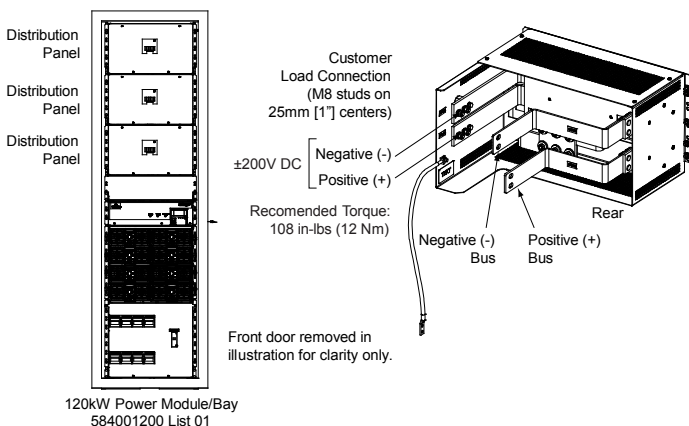 Distribution
Panel
Distribution
Panel
Distribution
Panel
Customer
Load Connection
(M8 studs on
25mm [1"] centers)
±200V DC
Negative (-)
Positive (+)
Recomended Torque:
108 in-lbs (12 Nm)
Negative (-)
Bus
Positive (+)
Bus
Rear
Front door removed in
illustration for clarity only.
120kW Power Module/Bay
584001200 List 01